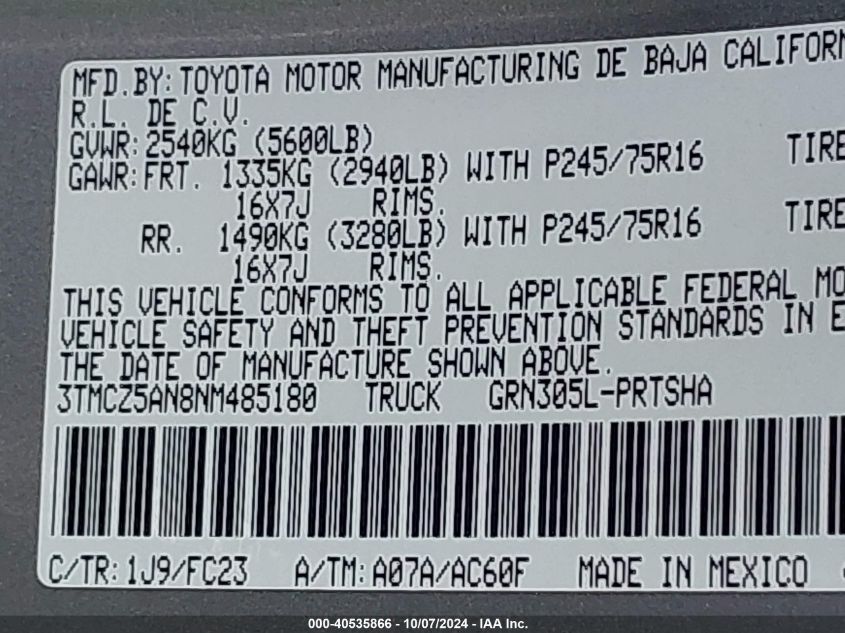 MFD.BY: TOYOTA MOTOR MANUFACTURING DE BAJA CALIFORN
R.L. DE C.V.
GVWR: 2540KG (5600LB)
GAWR: FRT. 1335KG (2940LB) WITH P245/75R16 TIRE
16X7J RIMS.
RR. 1490KG (3280LB) WITH P245/75R16 TIRE
16X7J RIMS.
THIS VEHICLE CONFORMS TO ALL APPLICABLE FEDERAL MO
VEHICLE SAFETY AND THEFT PREVENTION STANDARDS IN E
THE DATE OF MANUFACTURE SHOWN ABOVE.
3TMCZ5AN8NM485180 TRUCK GRN305L-PRTSHA
C/TR: 1J9/FC23 A/TM: A07A/AC60F MADE IN MEXICO
000-40535866 - 10/07/2024 - IAA Inc.